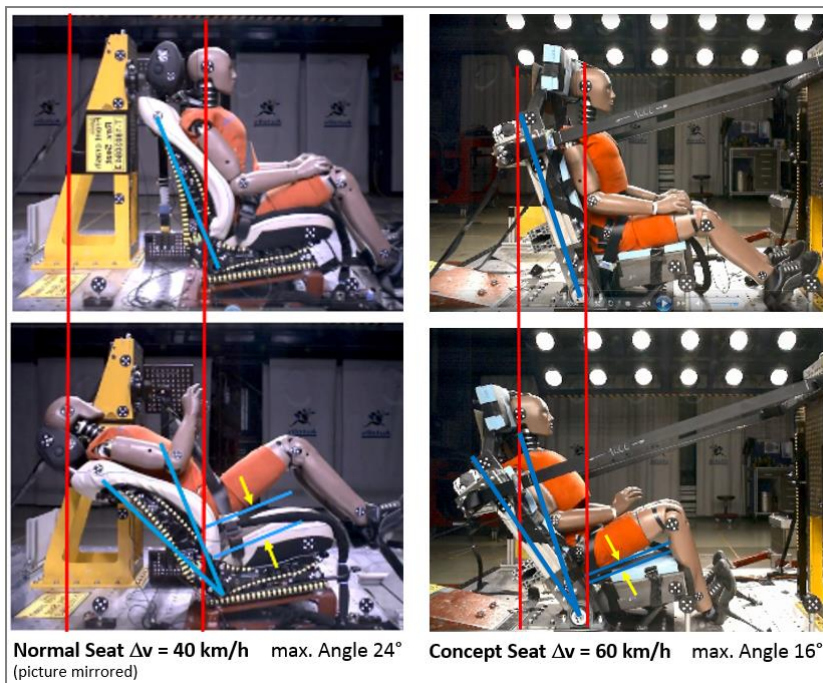 Normal Seat Δv = 40 km/h max. Angle 24°
(picture mirrored)
Concept Seat Δv = 60 km/h max. Angle 16°